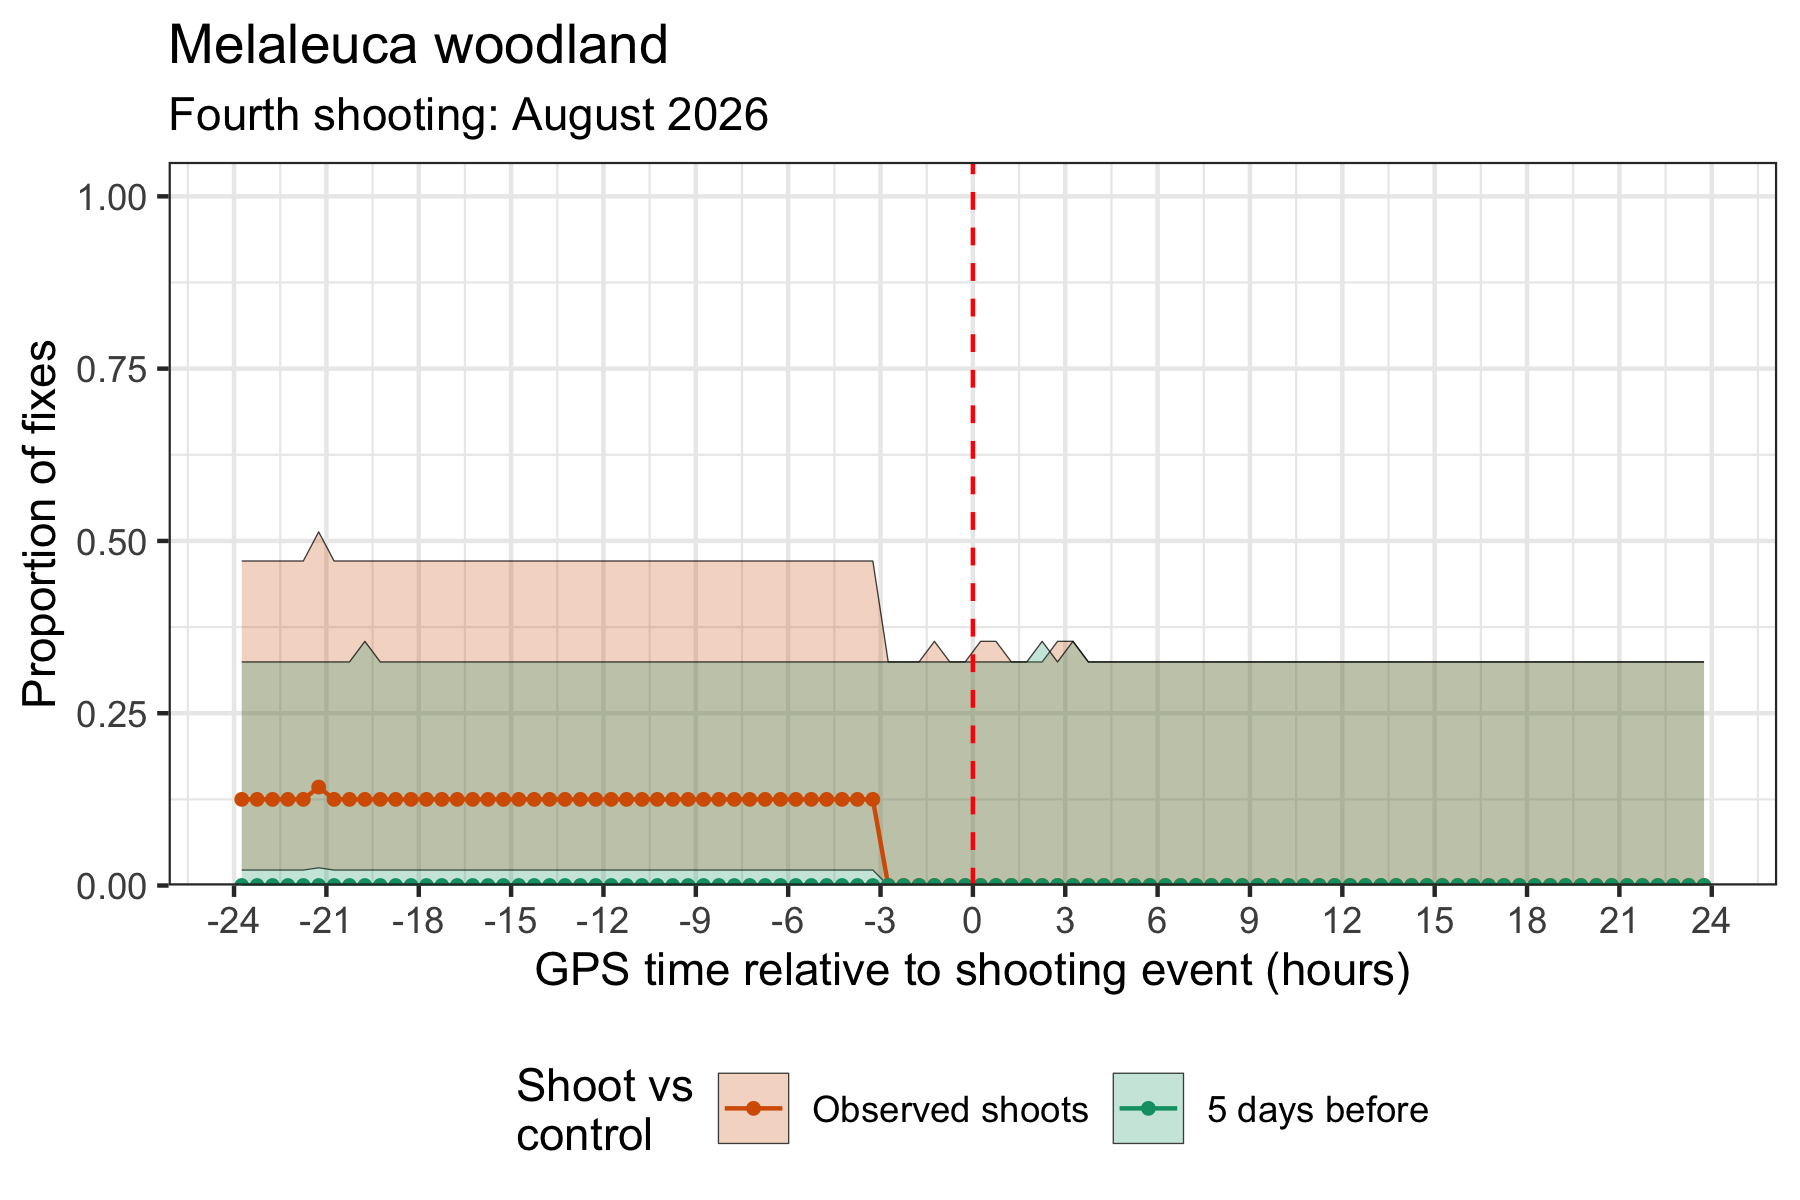 Melaleuca woodland
Fourth shooting: August 2026
1.00
0.75
0.50
0.25
0.00
Proportion of fixes
-24 -21 -18 -15 -12 -9 -6 -3 0 3 6 9 12 15 18 21 24
GPS time relative to shooting event (hours)
Shoot vs
control
Observed shoots
5 days before